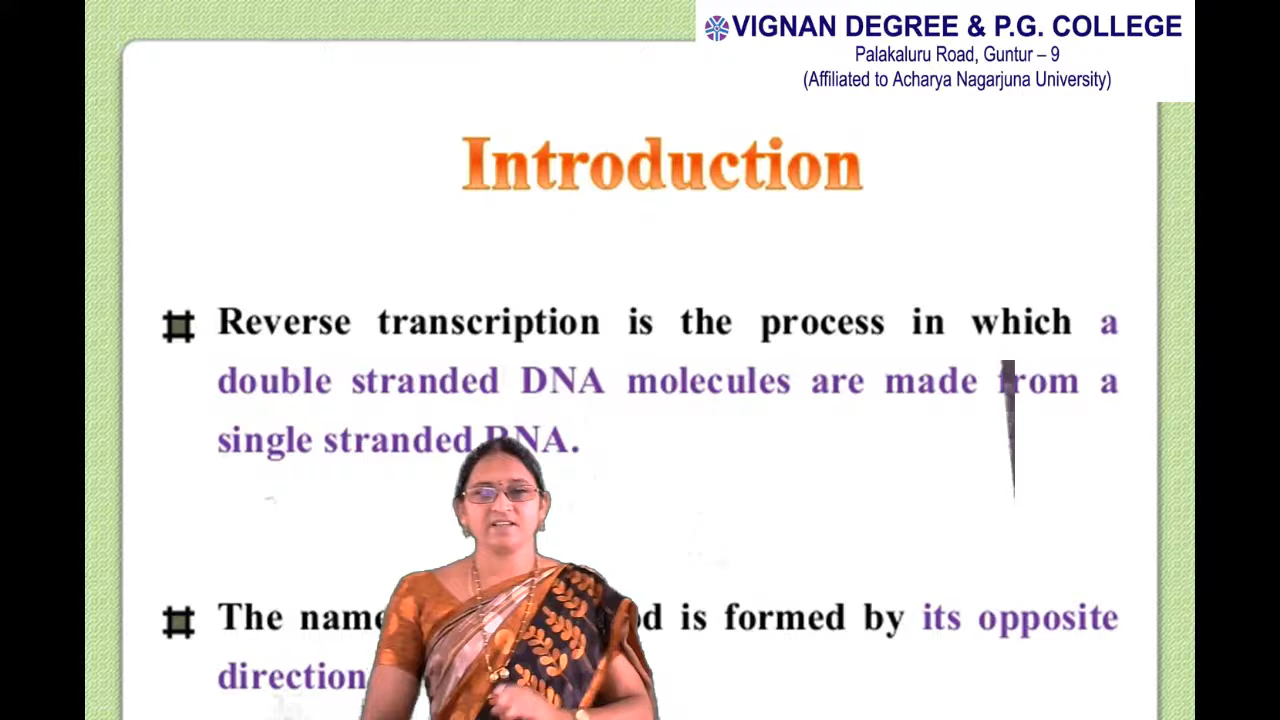 VIGNAN DEGREE & P.G. COLLEGE
Palakaluru Road, Guntur – 9
(Affiliated to Acharya Nagarjuna University)
Introduction
Reverse transcription is the process in which a
double stranded DNA molecules are made from a
single stranded RNA.
The name is formed by its opposite
direction